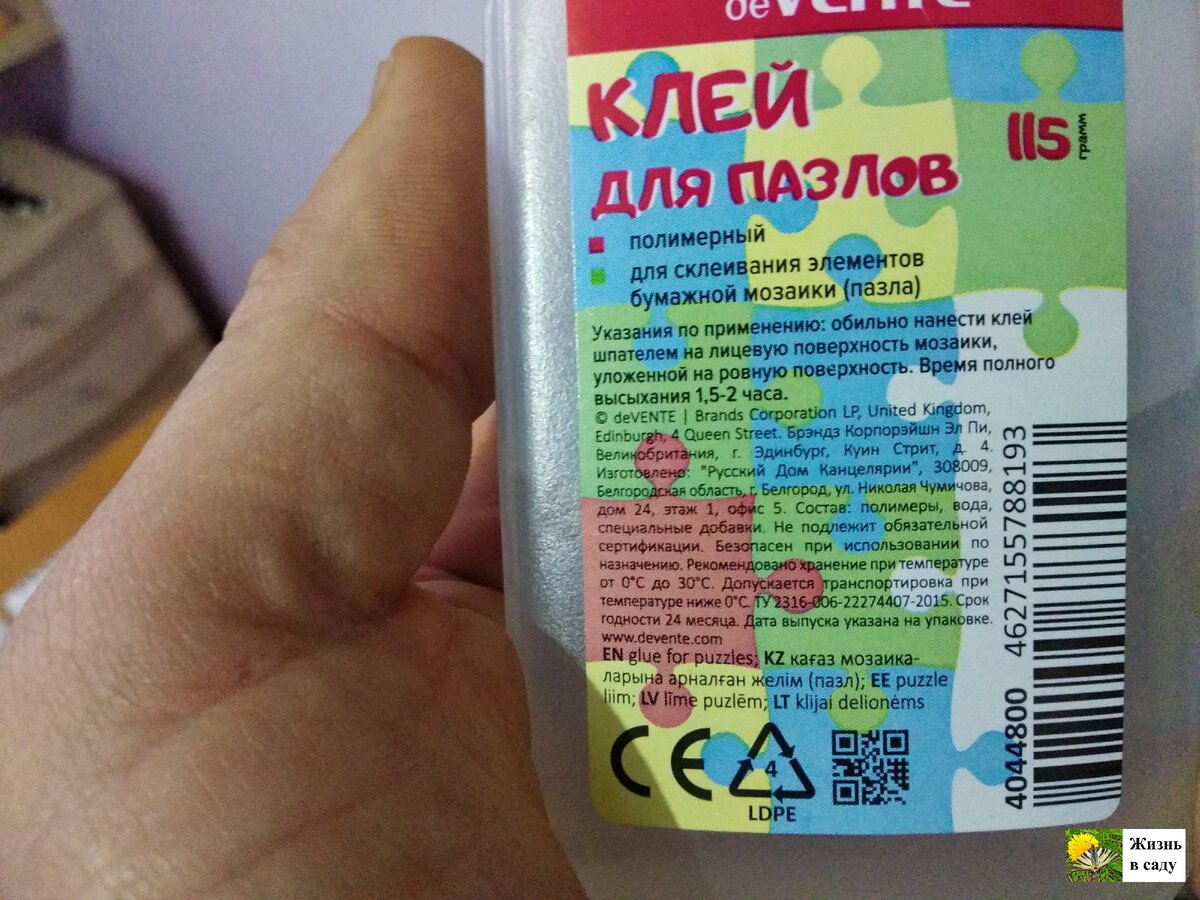 deVENTE
КЛЕЙ
ДЛЯ ПАЗЛОВ
115 грамм
полимерный
для склеивания элементов
бумажной мозаики (пазла)
Указания по применению: обильно нанести клей
шпателем на лицевую поверхность мозаики,
уложенной на ровную поверхность. Время полного
высыхания 1,5-2 часа.
© deVENTE | Brands Corporation LP, United Kingdom,
Edinburgh, 4 Queen Street. Брэндз Корпорэйшн Эл Пи,
Великобритания, г. Эдинбург, Куин Стрит, д. 4.
Изготовлено: "Русский Дом Канцелярии", 308009,
Белгородская область, г. Белгород, ул. Николая Чумичова,
дом 24, этаж 1, офис 5. Состав: полимеры, вода,
специальные добавки. Не подлежит обязательной
сертификации. Безопасен при использовании по
назначению. Рекомендовано хранение при температуре
от 0°С до 30°С. Допускается транспортировка при
температуре ниже 0°С. ТУ 2316-006-22274407-2015. Срок
годности 24 месяца. Дата выпуска указана на упаковке.
www.devente.com
EN glue for puzzles; KZ кағаз мозаика-
ларына арналған желім (пазл); EE puzzle
liim; LV līme puzlēm; LT klijai delionėms
CE
4
LDPE
4044800 4627155788193
Жизнь
в саду